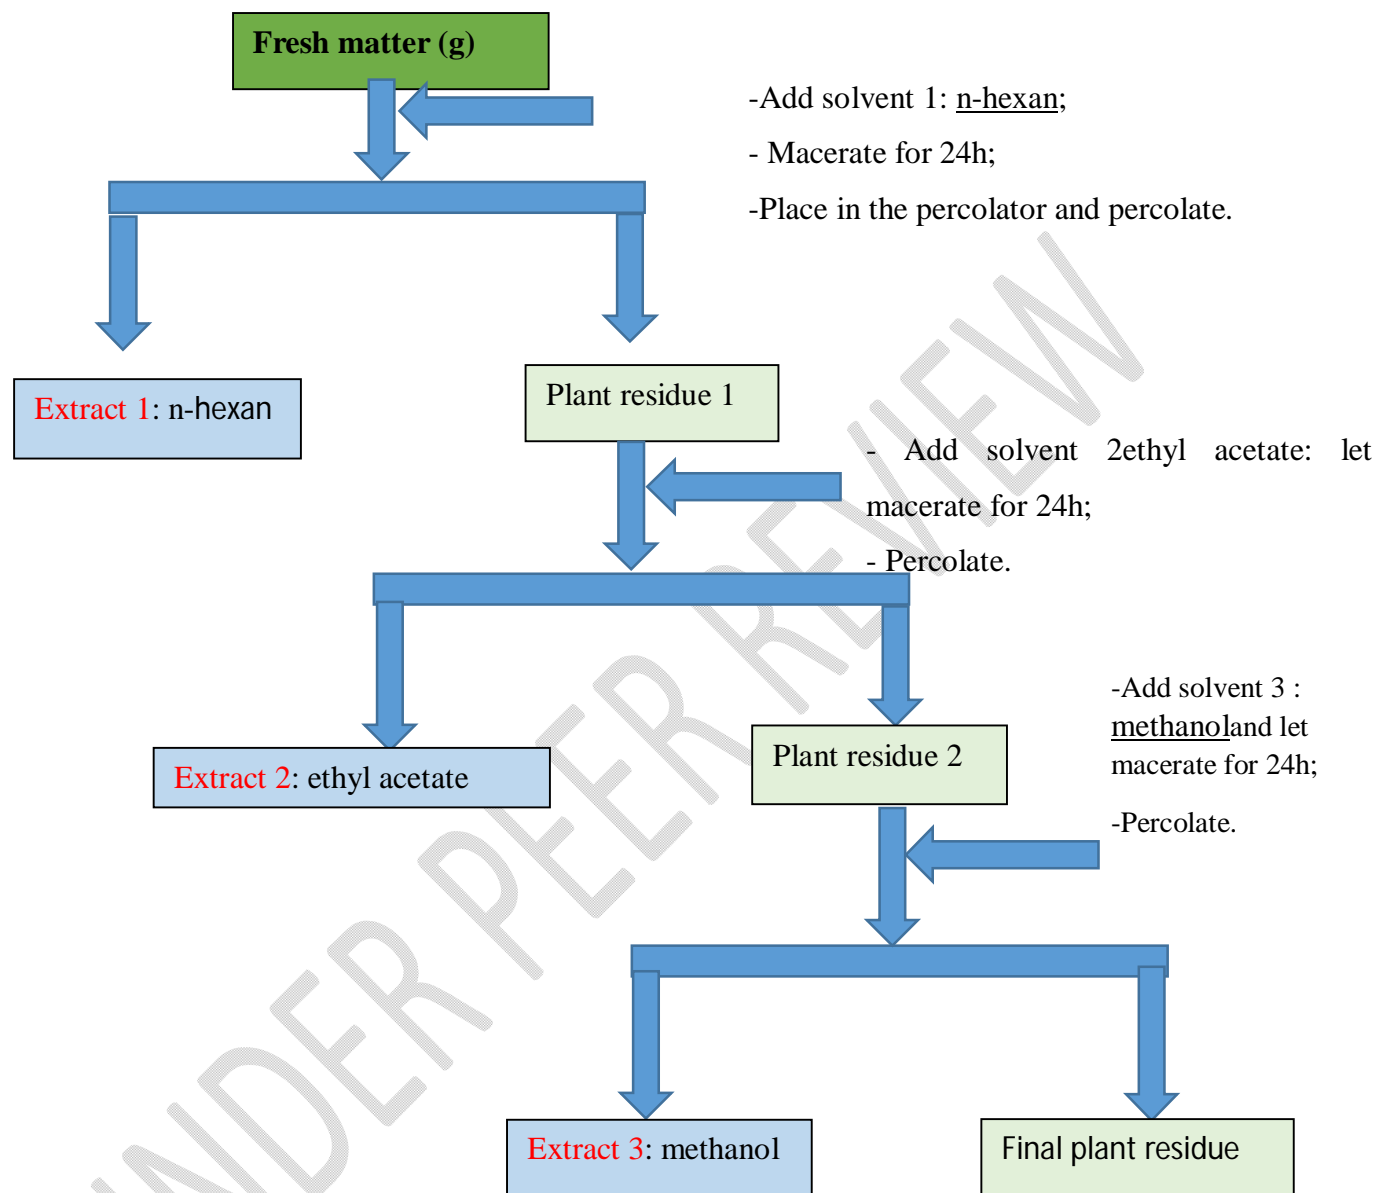 Fresh matter (g)
-Add solvent 1: n-hexan;
- Macerate for 24h;
-Place in the percolator and percolate.
Extract 1: n-hexan
Plant residue 1
- Add solvent 2ethyl acetate: let
macerate for 24h;
- Percolate.
Extract 2: ethyl acetate
Plant residue 2
-Add solvent 3 :
methanoland let
macerate for 24h;
-Percolate.
Extract 3: methanol
Final plant residue
NDER PEER REVIEW